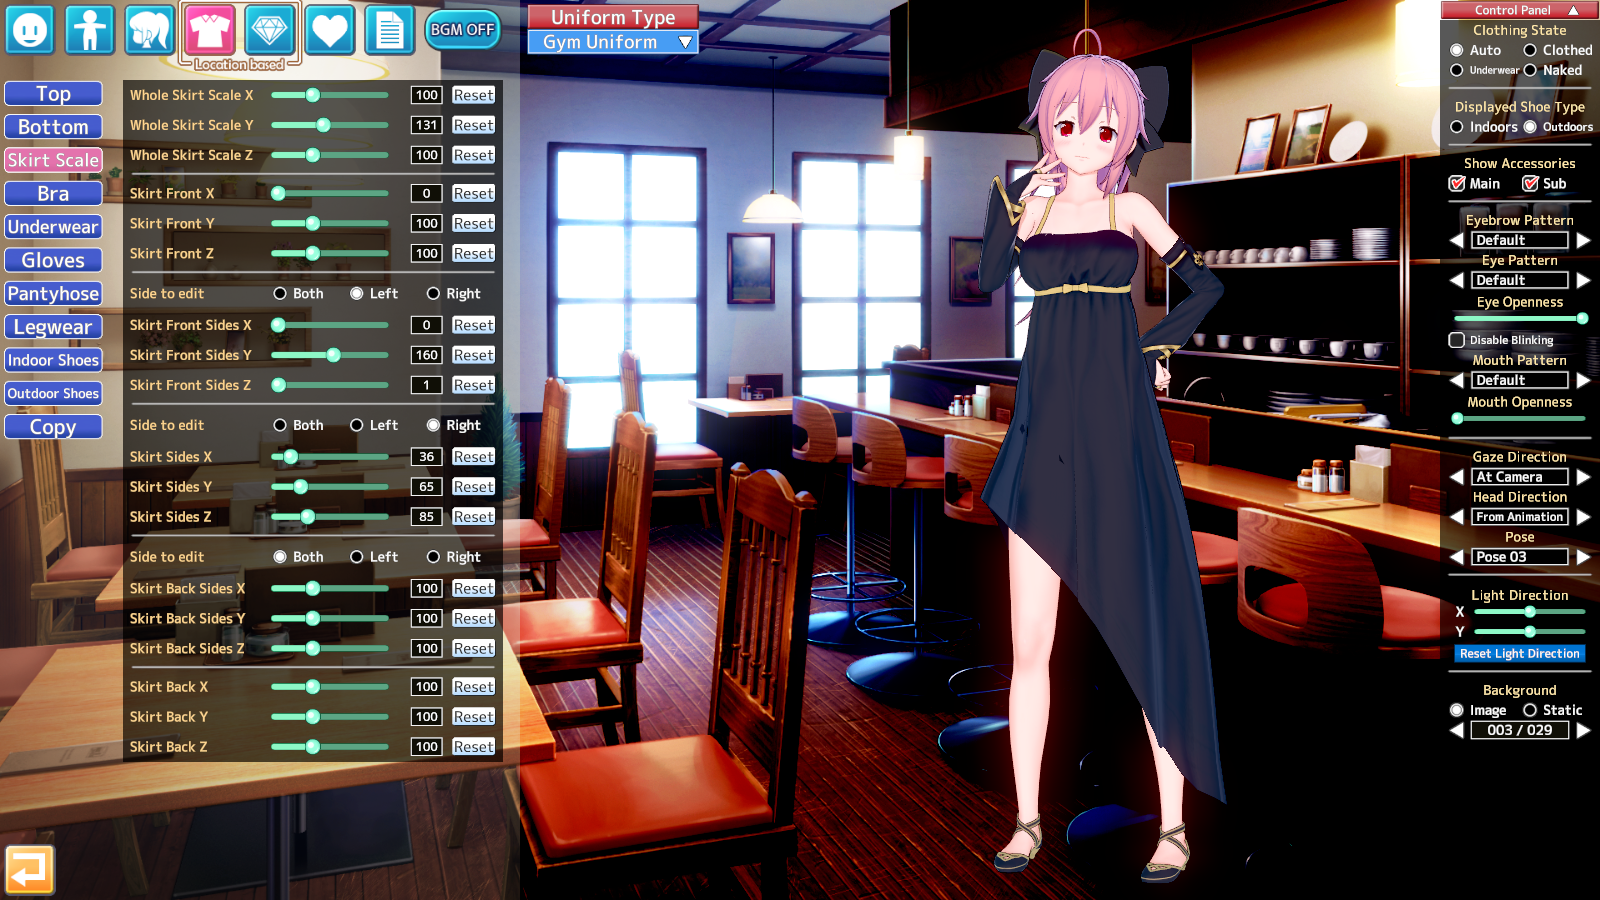 BGM OFF
Location based
Uniform Type
Gym Uniform
Top
Bottom
Skirt Scale
Bra
Underwear
Gloves
Pantyhose
Legwear
Indoor Shoes
Outdoor Shoes
Copy
Whole Skirt Scale X 100 Reset
Whole Skirt Scale Y 131 Reset
Whole Skirt Scale Z 100 Reset
Skirt Front X 0 Reset
Skirt Front Y 100 Reset
Skirt Front Z 100 Reset
Side to edit Both Left Right
Skirt Front Sides X 0 Reset
Skirt Front Sides Y 160 Reset
Skirt Front Sides Z 1 Reset
Side to edit Both Left Right
Skirt Sides X 36 Reset
Skirt Sides Y 65 Reset
Skirt Sides Z 85 Reset
Side to edit Both Left Right
Skirt Back Sides X 100 Reset
Skirt Back Sides Y 100 Reset
Skirt Back Sides Z 100 Reset
Skirt Back X 100 Reset
Skirt Back Y 100 Reset
Skirt Back Z 100 Reset
Control Panel
Clothing State
Auto Clothed
Underwear Naked
Displayed Shoe Type
Indoors Outdoors
Show Accessories
Main Sub
Eyebrow Pattern
Default
Eye Pattern
Default
Eye Openness
Disable Blinking
Mouth Pattern
Default
Mouth Openness
Gaze Direction
At Camera
Head Direction
From Animation
Pose
Pose 03
Light Direction
X
Y
Reset Light Direction
Background
Image Static
003 / 029